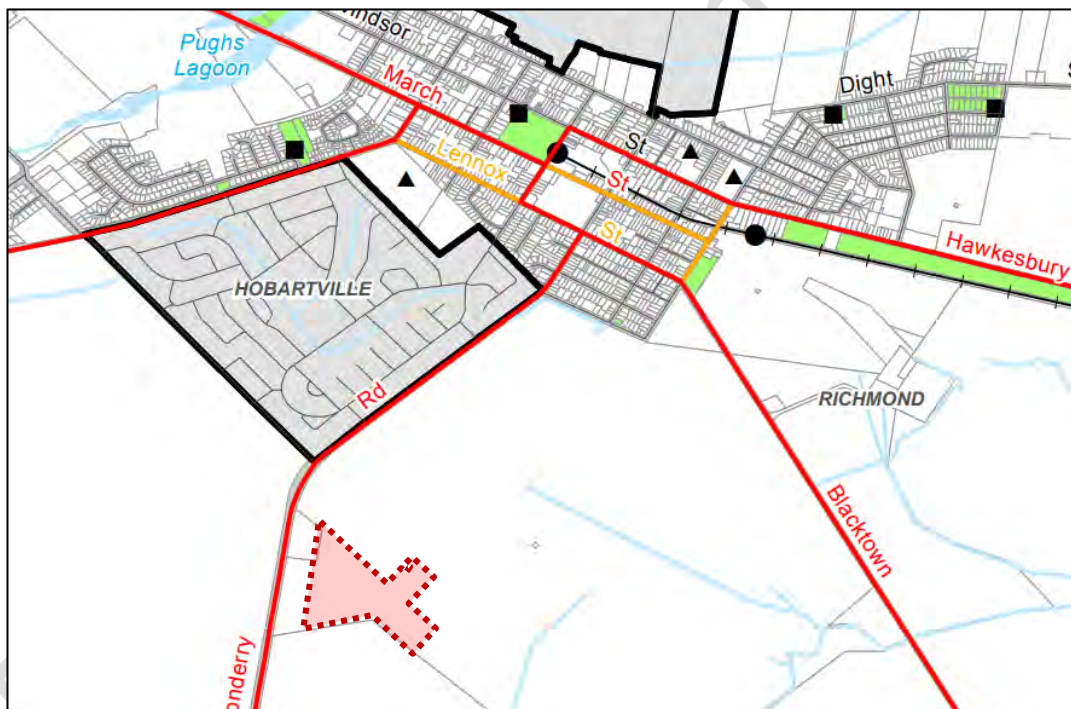 Windsor
Pughs
Lagoon
March
Dight
St
Lennox
St
St
Hawkesbury
HOBARTVILLE
Rd
RICHMOND
Blacktown
onderry